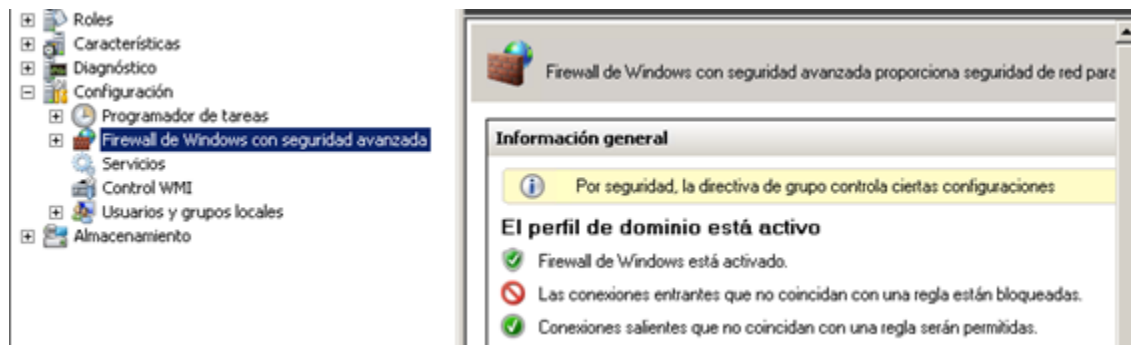 Roles
Características
Diagnóstico
Configuración
Programador de tareas
Firewall de Windows con seguridad avanzada
Servicios
Control WMI
Usuarios y grupos locales
Almacenamiento
Firewall de Windows con seguridad avanzada proporciona seguridad de red para
Información general
Por seguridad, la directiva de grupo controla ciertas configuraciones
El perfil de dominio está activo
Firewall de Windows está activado.
Las conexiones entrantes que no coincidan con una regla están bloqueadas.
Conexiones salientes que no coincidan con una regla serán permitidas.